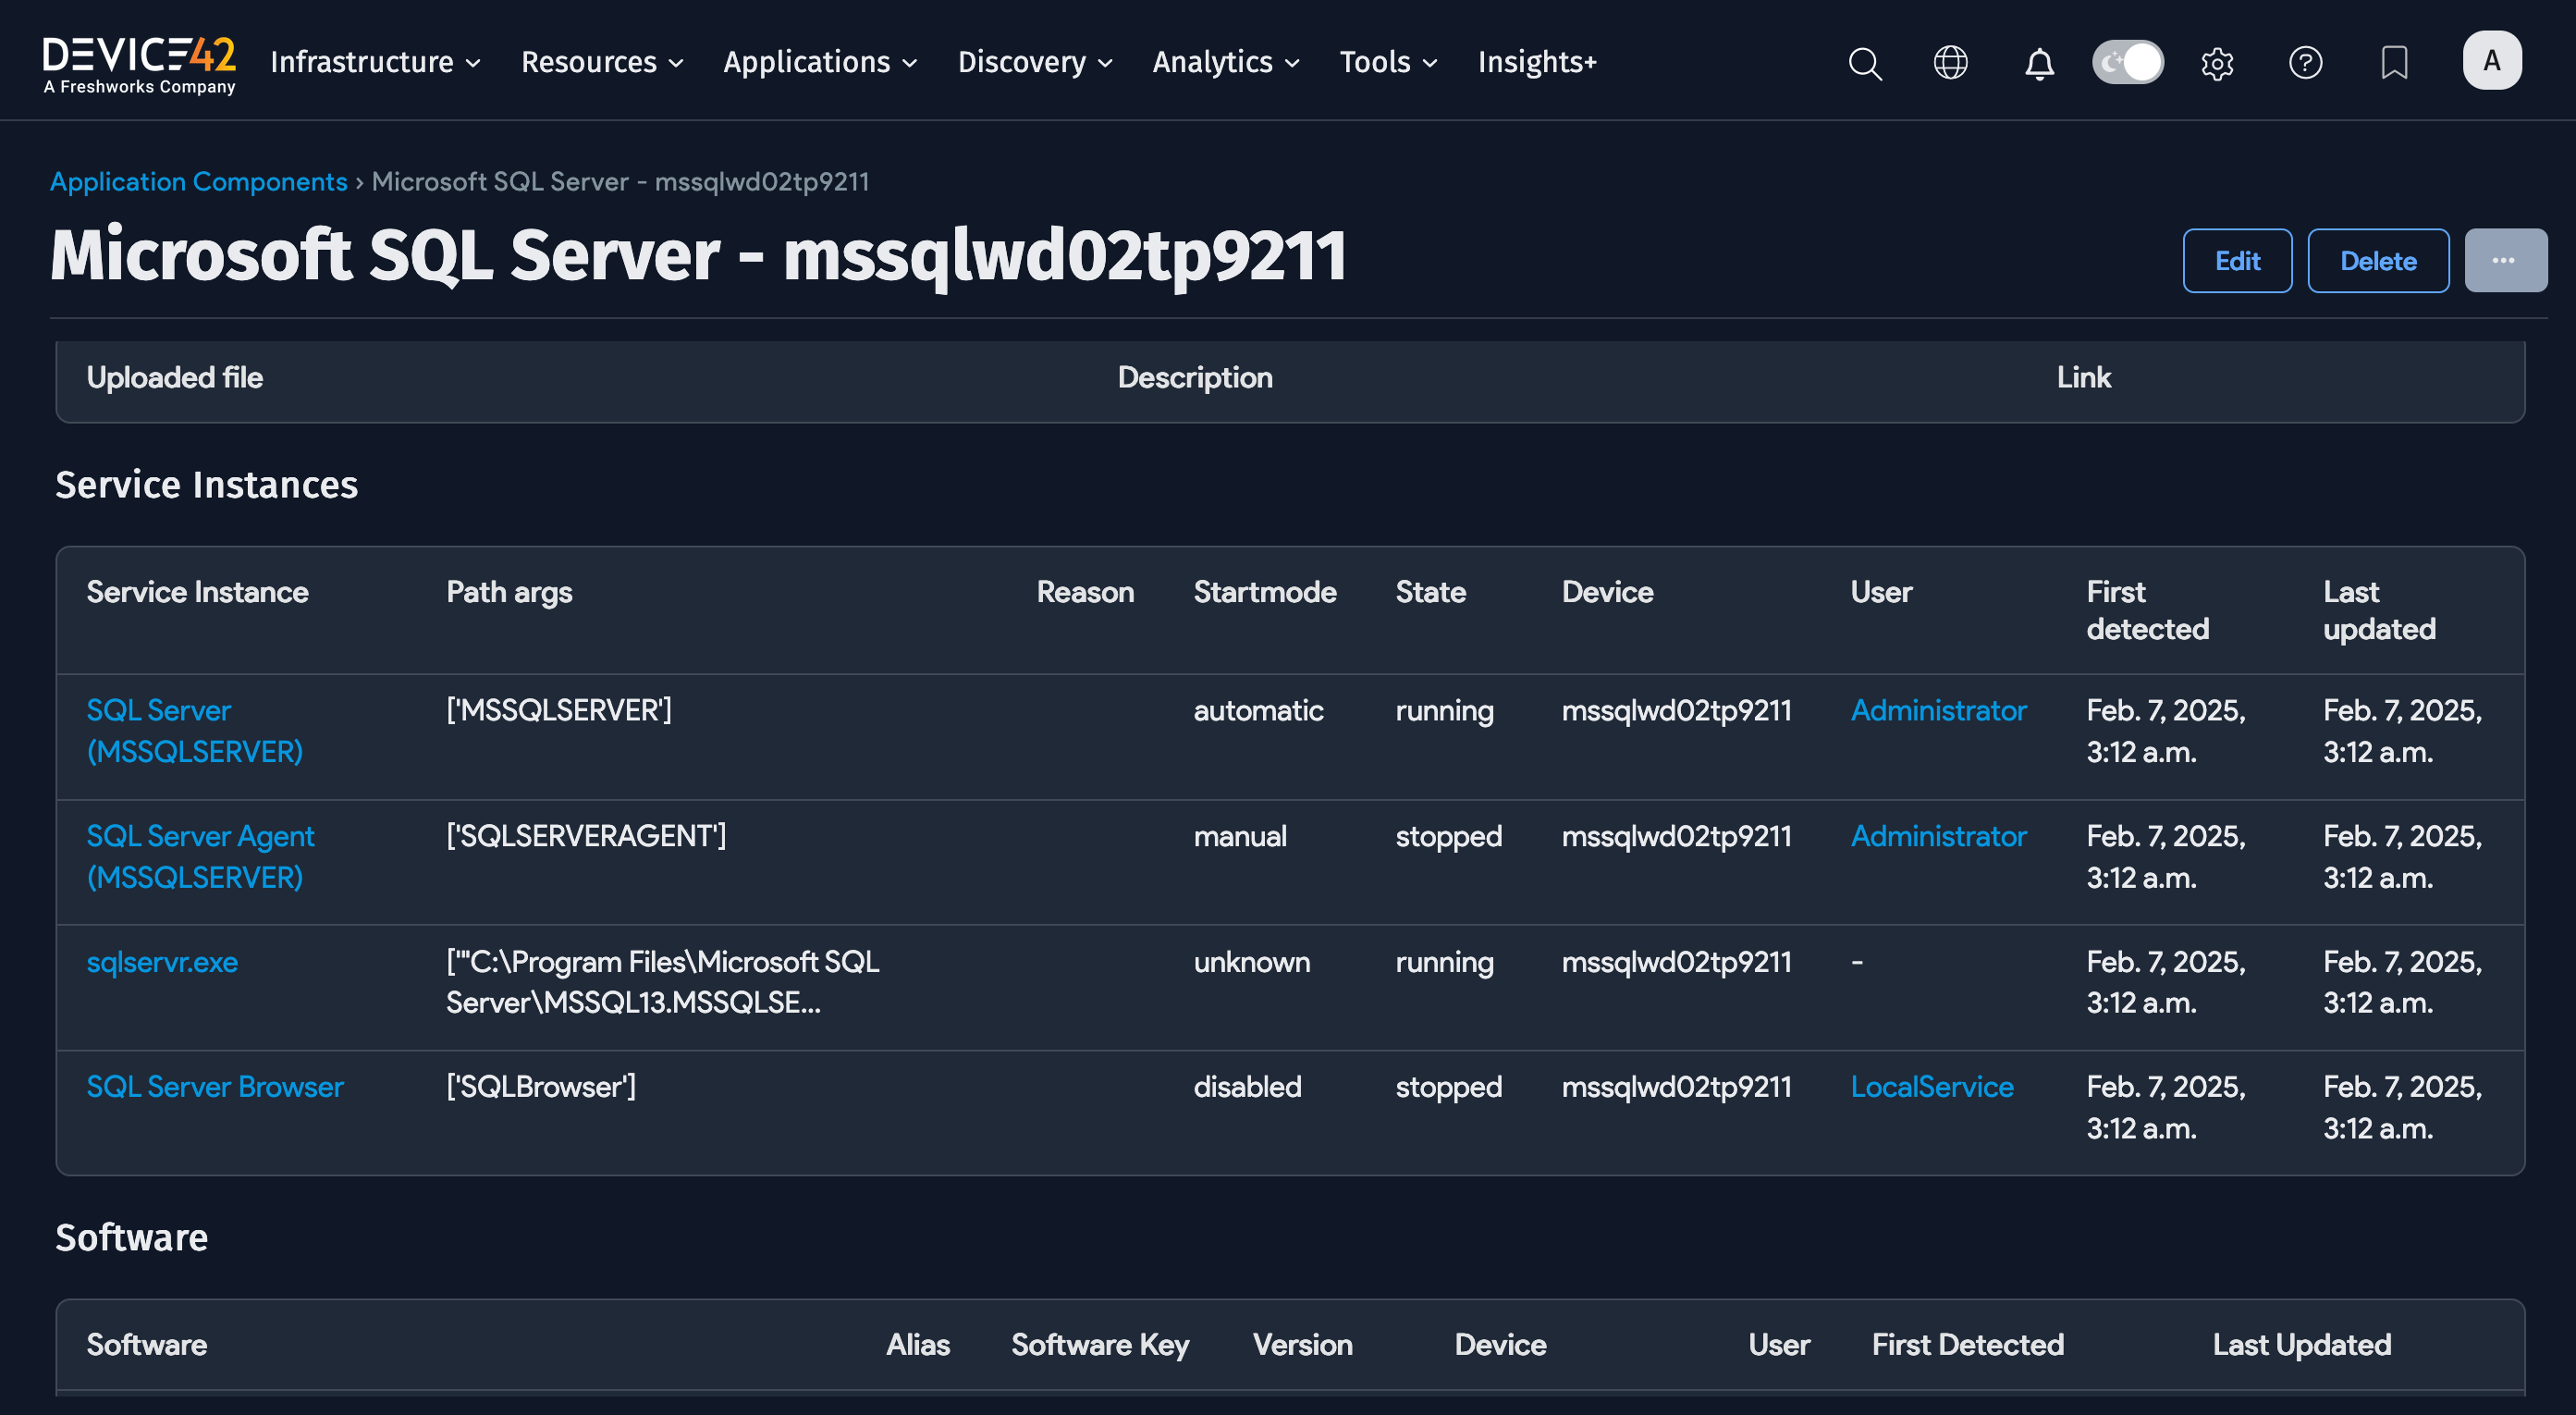 DEVICE42
A Freshworks Company
Infrastructure Resources Applications Discovery Analytics Tools Insights+
A
Application Components › Microsoft SQL Server - mssqlwd02tp9211
Microsoft SQL Server - mssqlwd02tp9211
Edit Delete ...
Uploaded file Description Link
Service Instances
Service Instance Path args Reason Startmode State Device User First detected Last updated
SQL Server (MSSQLSERVER) ['MSSQLSERVER'] automatic running mssqlwd02tp9211 Administrator Feb. 7, 2025, 3:12 a.m. Feb. 7, 2025, 3:12 a.m.
SQL Server Agent (MSSQLSERVER) ['SQLSERVERAGENT'] manual stopped mssqlwd02tp9211 Administrator Feb. 7, 2025, 3:12 a.m. Feb. 7, 2025, 3:12 a.m.
sqlservr.exe ['"C:\Program Files\Microsoft SQL Server\MSSQL13.MSSQLSE... unknown running mssqlwd02tp9211 - Feb. 7, 2025, 3:12 a.m. Feb. 7, 2025, 3:12 a.m.
SQL Server Browser ['SQLBrowser'] disabled stopped mssqlwd02tp9211 LocalService Feb. 7, 2025, 3:12 a.m. Feb. 7, 2025, 3:12 a.m.
Software
Software Alias Software Key Version Device User First Detected Last Updated